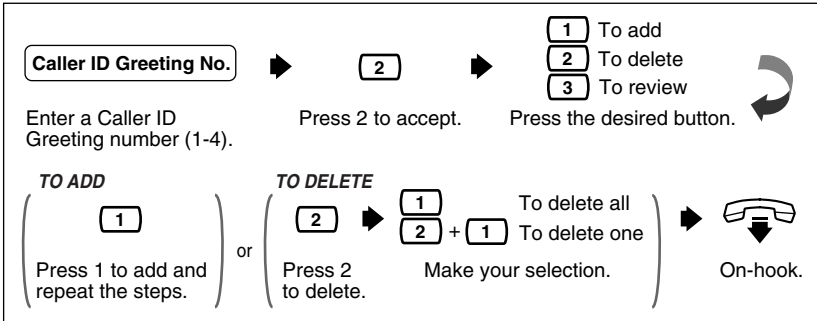 Caller ID Greeting No.
2
1 To add
2 To delete
3 To review
Enter a Caller ID
Greeting number (1-4).
Press 2 to accept.
Press the desired button.
TO ADD
1
Press 1 to add and
repeat the steps.
or
TO DELETE
2
Press 2
to delete.
1 To delete all
2 + 1 To delete one
Make your selection.
On-hook.